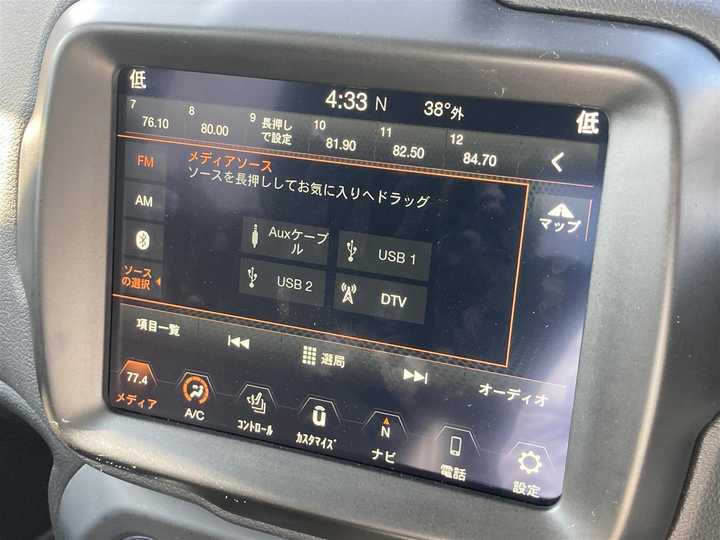 低
4:33 N 38°外
低
7 8 9 10 11 12
76.10 80.00 長押し 81.90 82.50 84.70
で設定
FM
メディアソース
ソースを長押ししてお気に入りへドラッグ
AM
マップ
Auxケーブ
ル
USB 1
ソース
の選択
USB 2
DTV
項目一覧
選局
オーディオ
77.4
メディア
A/C
コントロール
カスタマイズ
N
ナビ
電話
設定